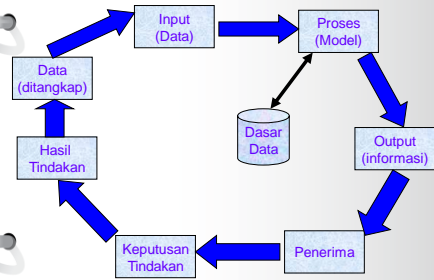 Input
(Data)
Proses
(Model)
Data
(ditangkap)
Dasar
Data
Output
(informasi)
Hasil
Tindakan
Keputusan
Tindakan
Penerima